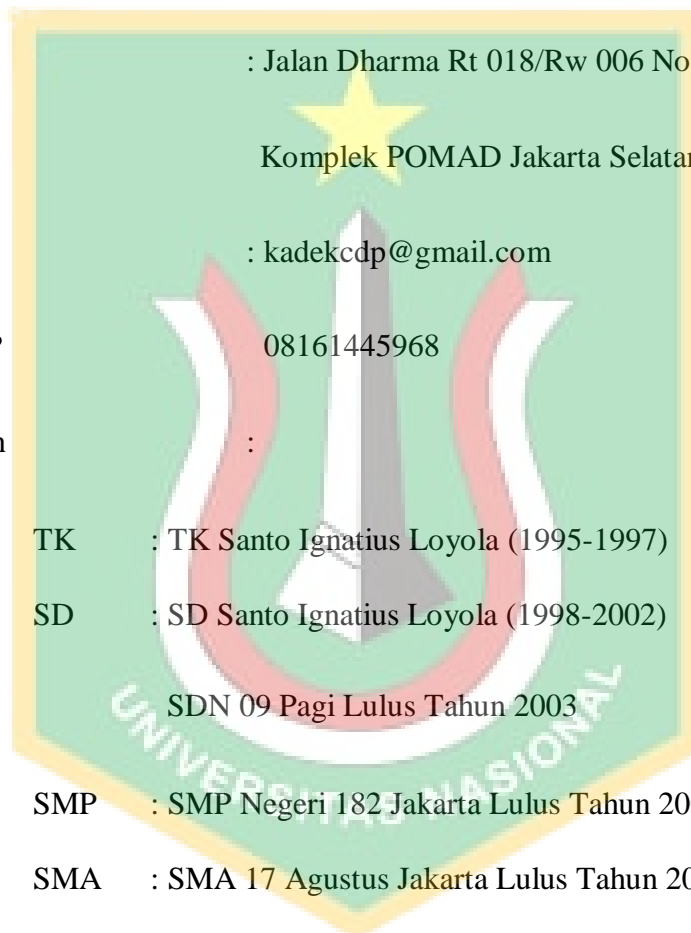 : Jalan Dharma Rt 018/Rw 006 No
Komplek POMAD Jakarta Selatan
: kadekcdp@gmail.com
08161445968
:
TK : TK Santo Ignatius Loyola (1995-1997)
SD : SD Santo Ignatius Loyola (1998-2002)
SDN 09 Pagi Lulus Tahun 2003
SMP : SMP Negeri 182 Jakarta Lulus Tahun 20
SMA : SMA 17 Agustus Jakarta Lulus Tahun 20
UNIVERSITAS NASIONAL